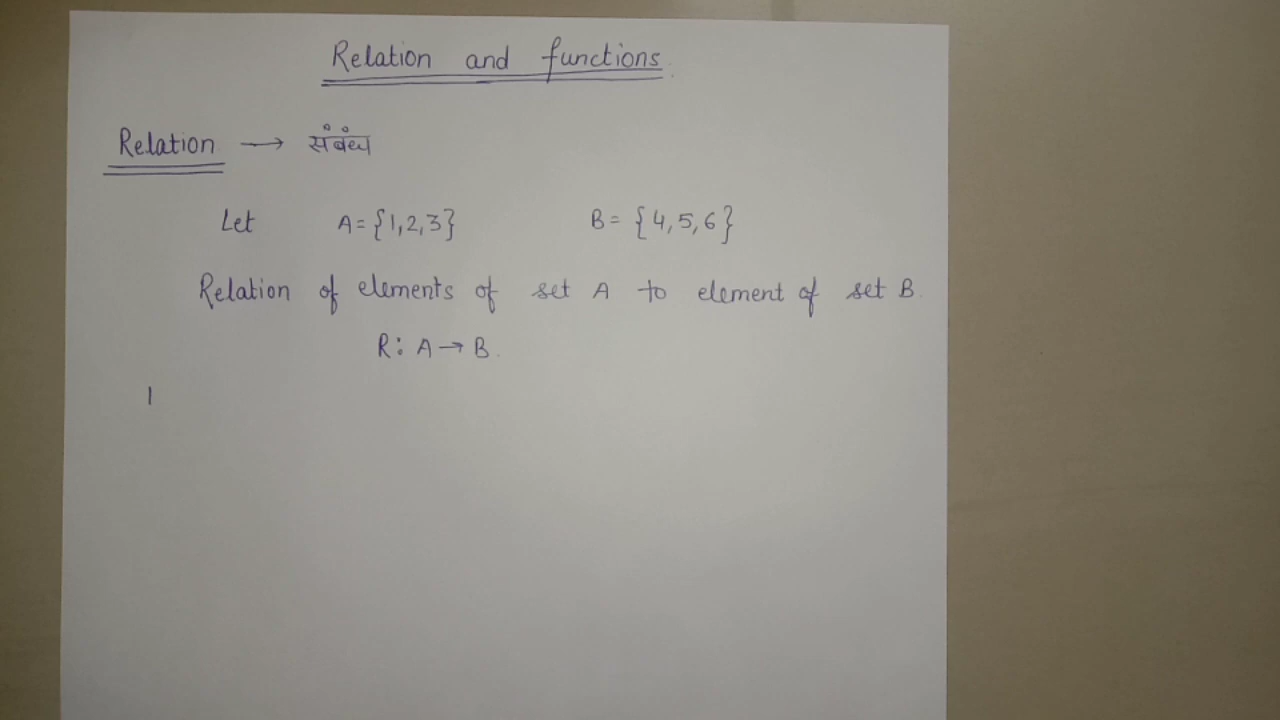 Relation and functions.
Relation → संबंध
Let A = {1,2,3} B = {4,5,6}
Relation of elements of set A to element of set B.
R: A → B.
1